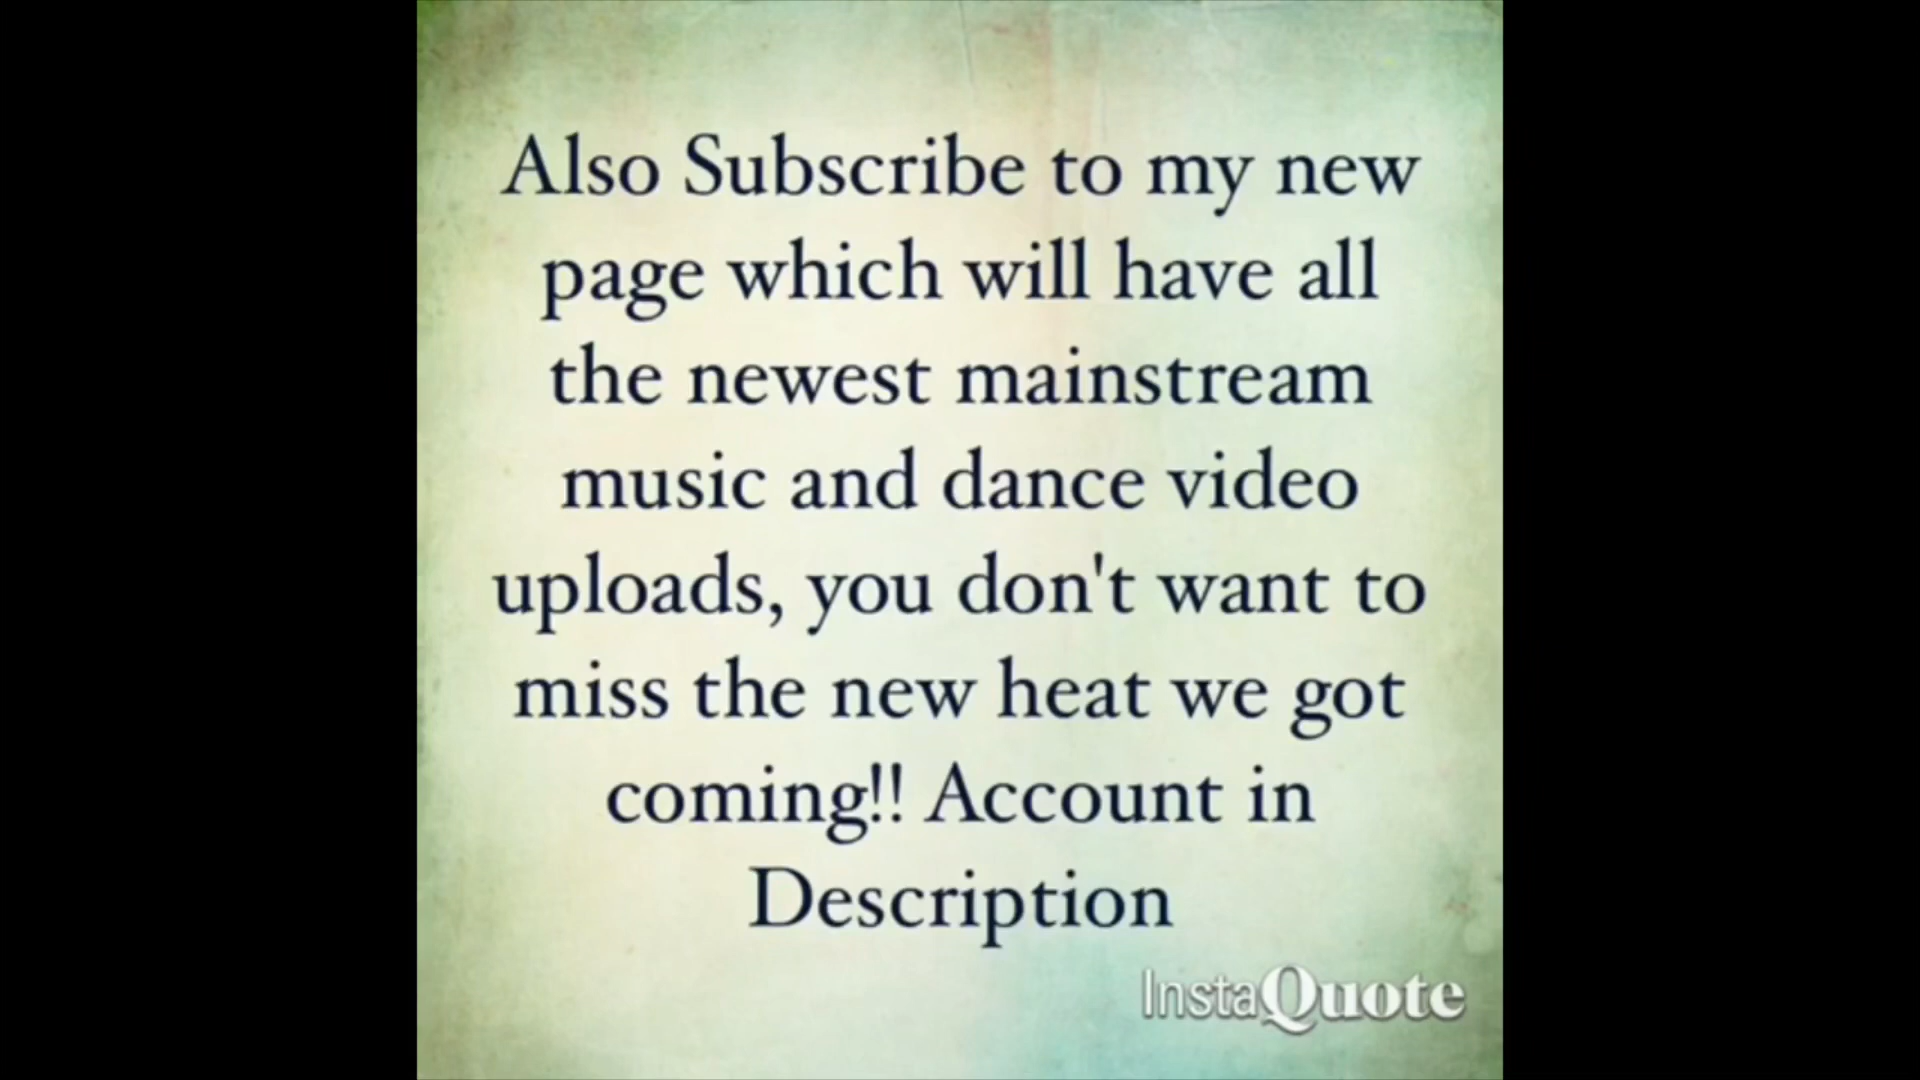 Also Subscribe to my new
page which will have all
the newest mainstream
music and dance video
uploads, you don't want to
miss the new heat we got
coming!! Account in
Description
InstaQuote